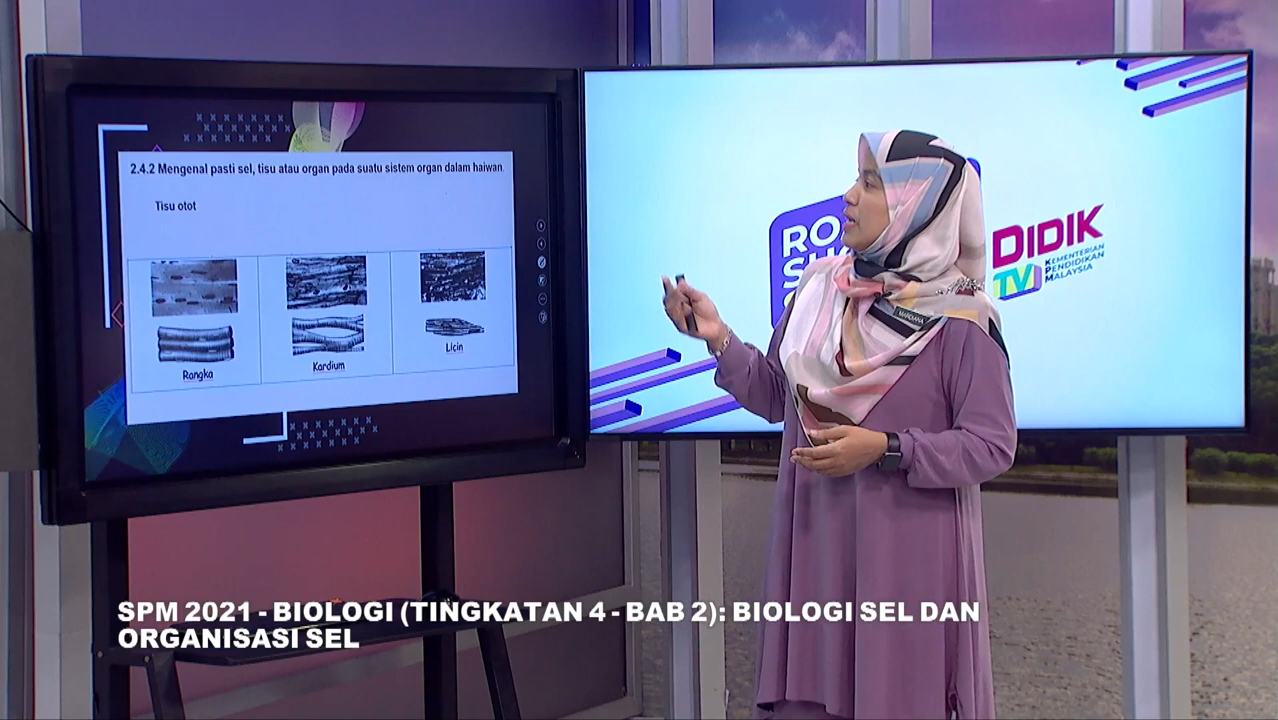 2.4.2 Mengenal pasti sel, tisu atau organ pada suatu sistem organ dalam haiwan.
Tisu otot
Rangka
Kardium
Licin
DIDIK
TV
KEMENTERIAN
PENDIDIKAN
MALAYSIA
MARDIANA
SPM 2021 - BIOLOGI (TINGKATAN 4 - BAB 2): BIOLOGI SEL DAN
ORGANISASI SEL